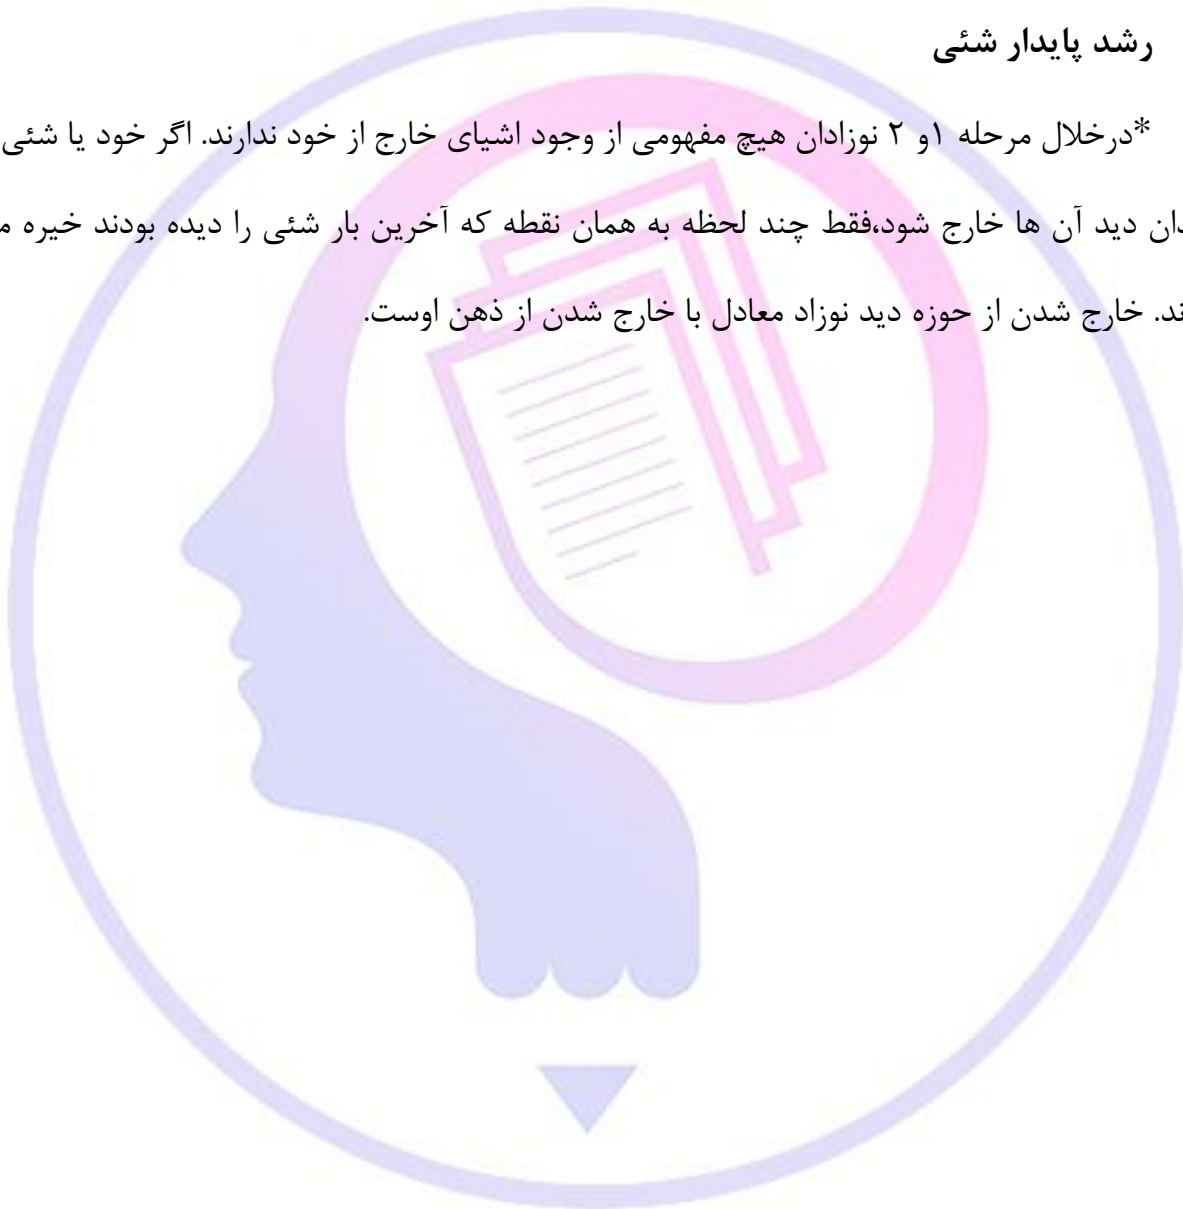 رشد پایدار شئی
*درخلال مرحله ۱و ۲ نوزادان هیچ مفهومی از وجود اشیای خارج از خود ندارند. اگر خود یا شئی
دید آن ها خارج شود،فقط چند لحظه به همان نقطه که آخرین بار شئی را دیده بودند خیره
خارج شدن از حوزه دید نوزاد معادل با خارج شدن از ذهن اوست.